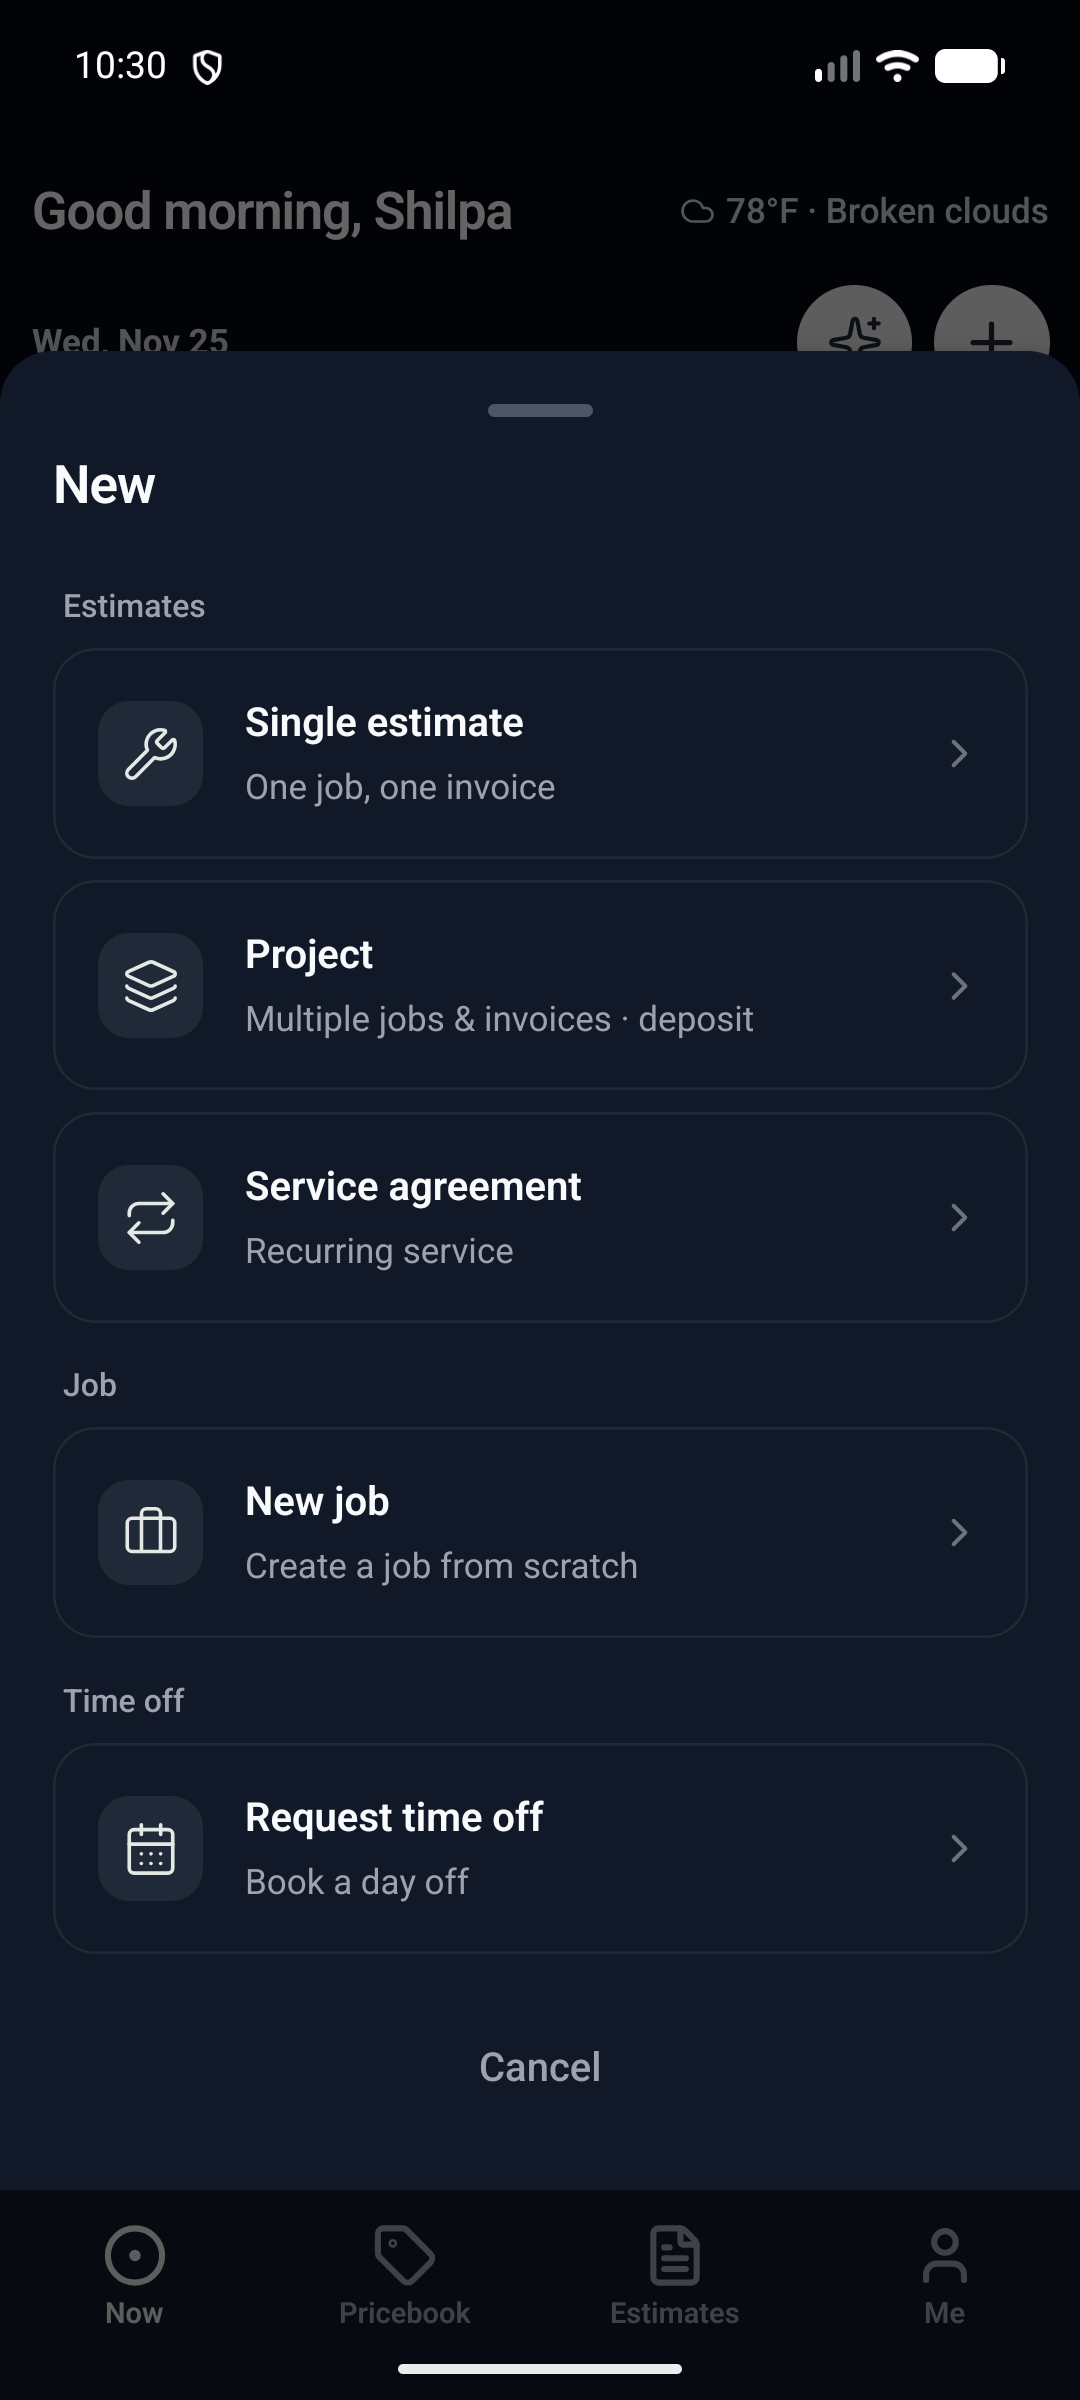 10:30
Good morning, Shilpa
78°F · Broken clouds
Wed, Nov 25
New
Estimates
Single estimate
One job, one invoice
Project
Multiple jobs & invoices · deposit
Service agreement
Recurring service
Job
New job
Create a job from scratch
Time off
Request time off
Book a day off
Cancel
Now
Pricebook
Estimates
Me